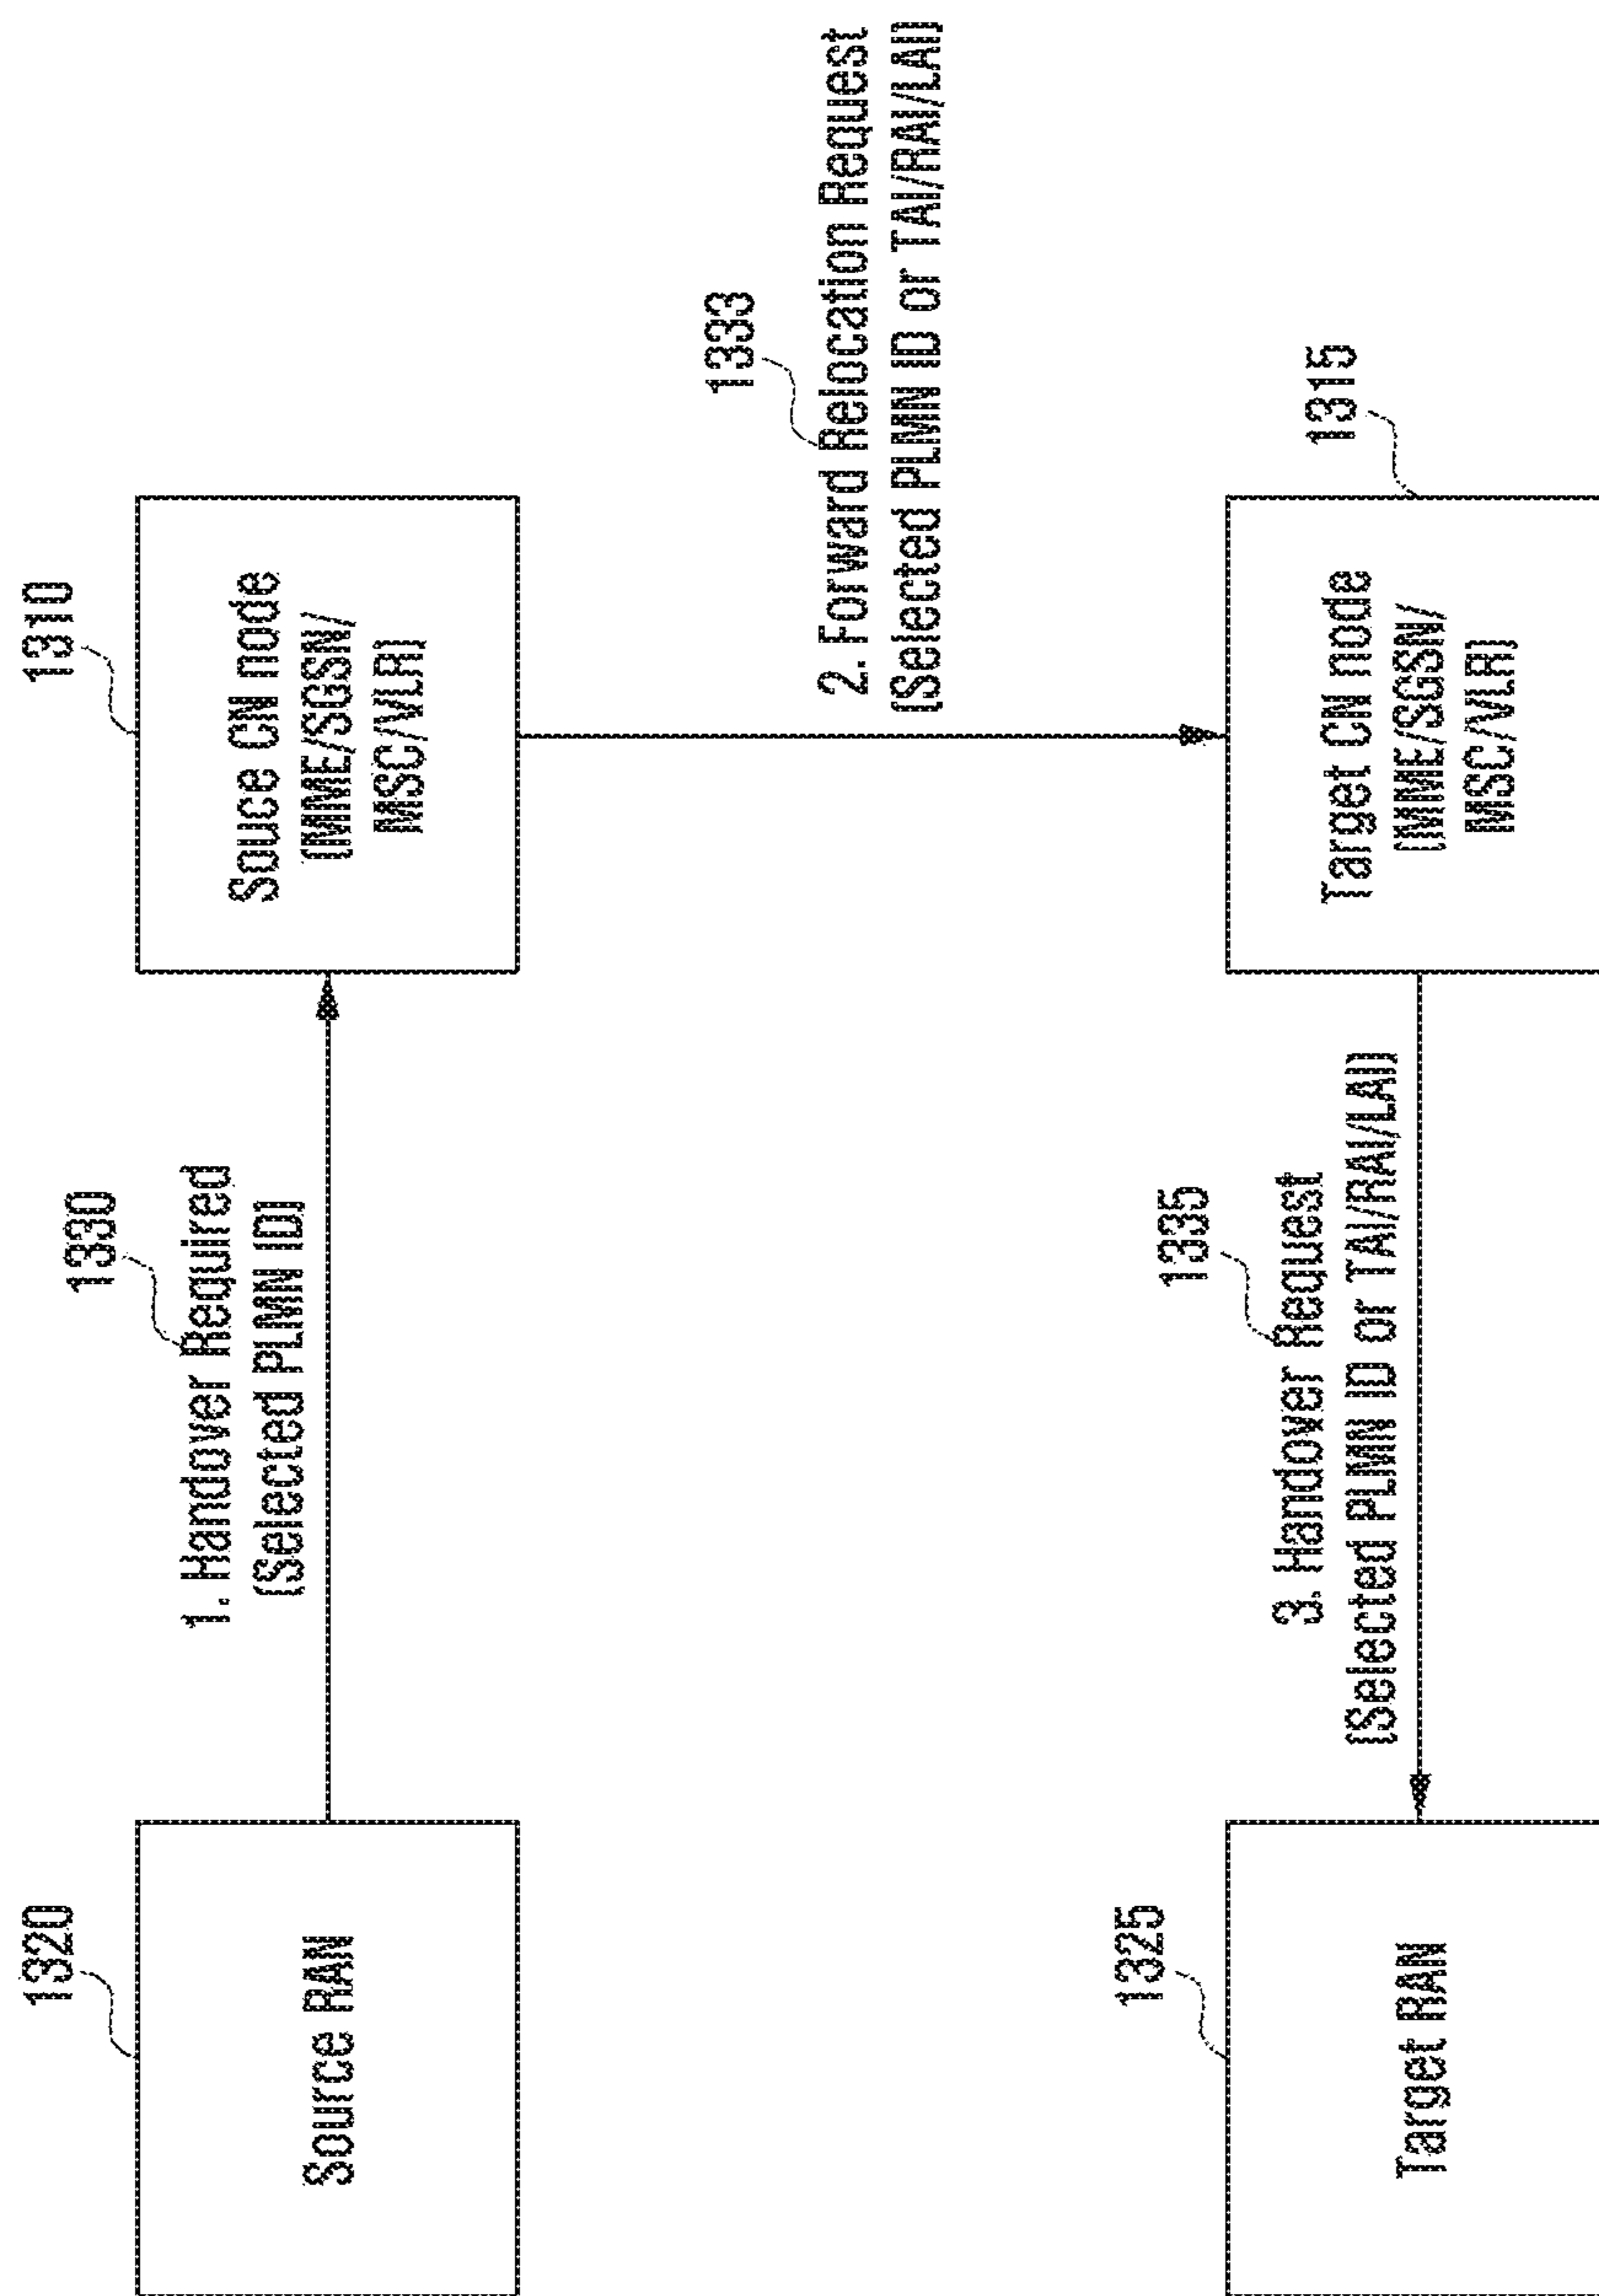 1320
1310
1330
1. Handover Required
(Selected PLMN ID)
Source RAN
Souce CN node
(MME/SGSN/
MSC/VLR)
1333
2. Forward Relocation Request
(Selected PLMN ID or TAI/RAI/LAI)
1325
1335
3. Handover Request
(Selected PLMN ID or TAI/RAI/LAI)
1315
Target RAN
Target CN node
(MME/SGSN/
MSC/VLR)